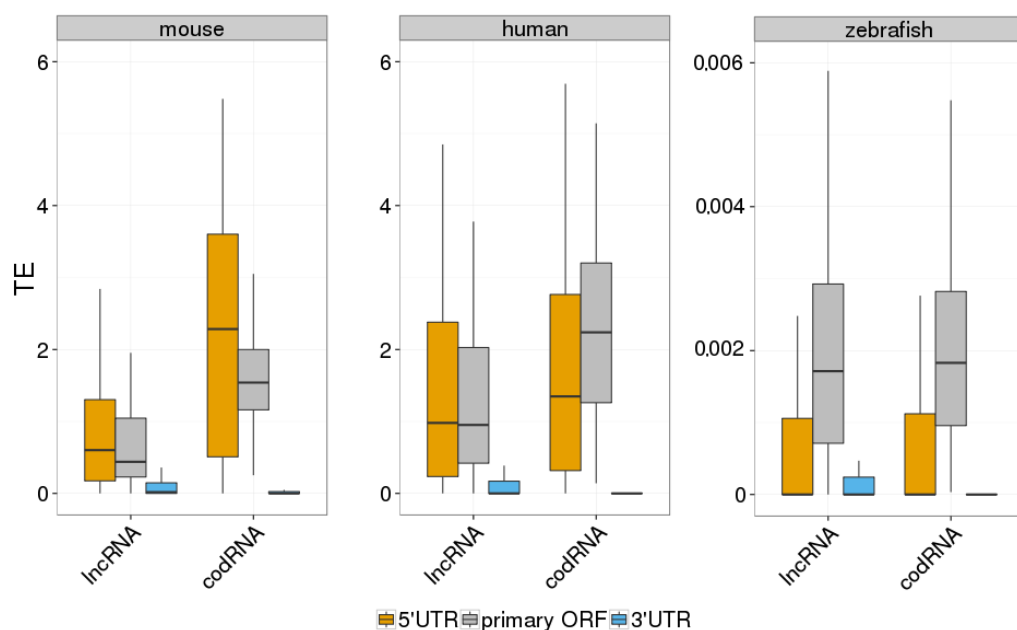 mouse
human
zebrafish
TE
6
4
2
0
6
4
2
0
0.006
0.004
0.002
0
lncRNA
codRNA
lncRNA
codRNA
lncRNA
codRNA
5'UTR primary ORF 3'UTR